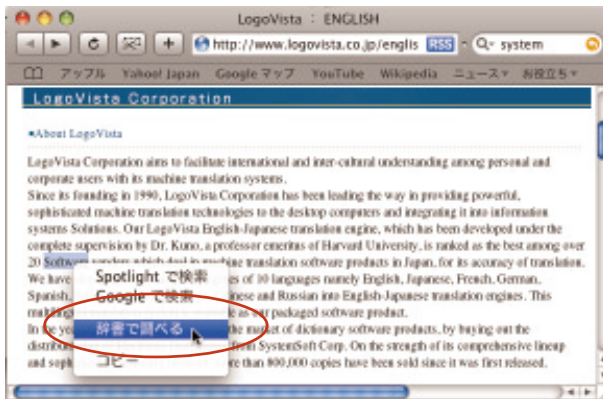 LogoVista : ENGLISH
http://www.logovista.co.jp/englis RSS system
アップル Yahoo! Japan Google マップ YouTube Wikipedia ニュース お役立ち
LogoVista Corporation
About LogoVista
LogoVista Corporation aims to facilitate international and inter-cultural understanding among personal and
corporate users with its machine translation systems.
Since its founding in 1990, LogoVista Corporation has been leading the way in providing powerful,
sophisticated machine translation technologies to the desktop computers and integrating it into information
systems Solutions. Our LogoVista English-Japanese translation engine, which has been developed under the
complete supervision by Dr. Kuno, a professor emeritus of Harvard University, is ranked as the best among over
20 Software vendors which deal in machine translation software products in Japan, for its accuracy of translation.
We have es of 10 languages namely English, Japanese, French, German,
Spanish, nese and Russian into English-Japanese translation engines. This
le as our packaged software product.
In the ye the market of dictionary software products, by buying out the
distrib from SystemSoft Corp. On the strength of its comprehensive lineup
and soph ore than 800,000 copies have been sold since it was first released.
Spotlight で検索
Google で検索
辞書で調べる
コピー